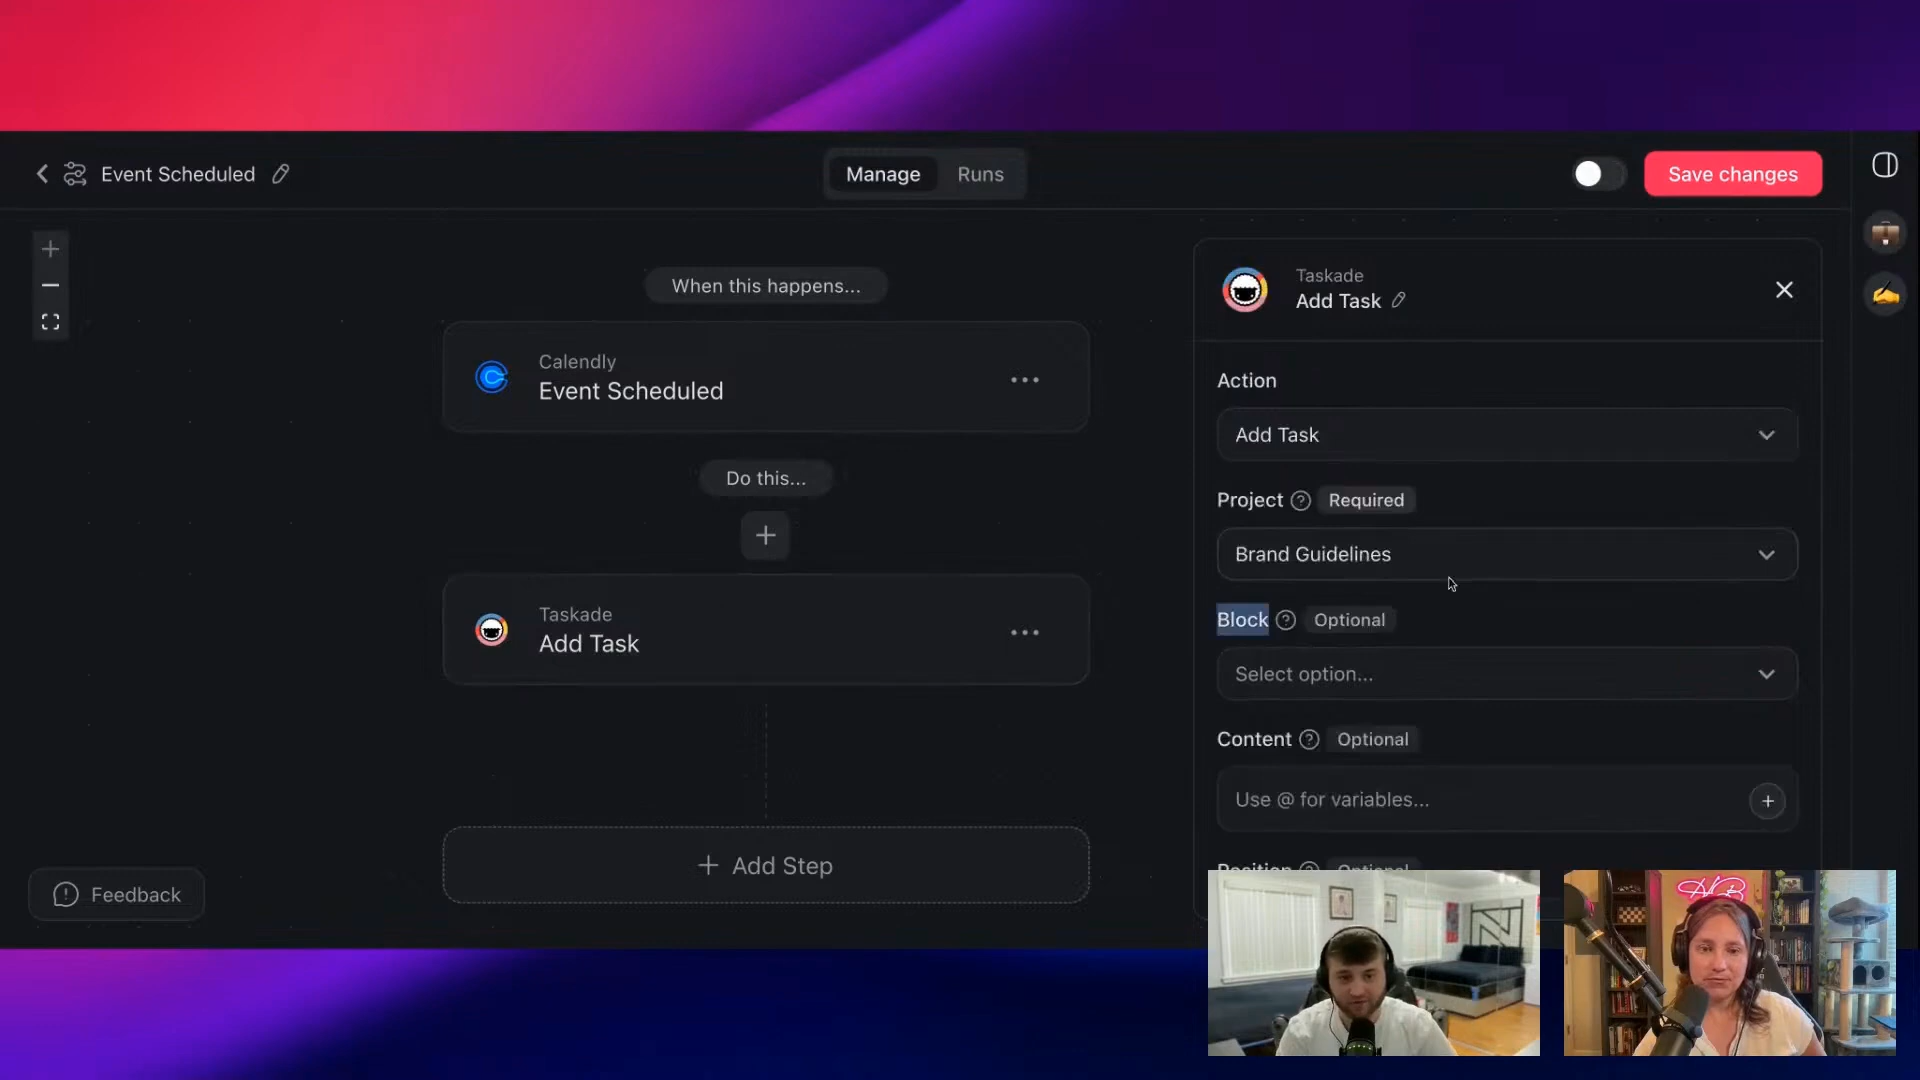 Event Scheduled
Manage
Runs
Save changes
When this happens...
Calendly
Event Scheduled
Do this...
Taskade
Add Task
Add Step
Feedback
Taskade
Add Task
Action
Add Task
Project
Required
Brand Guidelines
Block
Optional
Select option...
Content
Optional
Use @ for variables...
Position
Optional